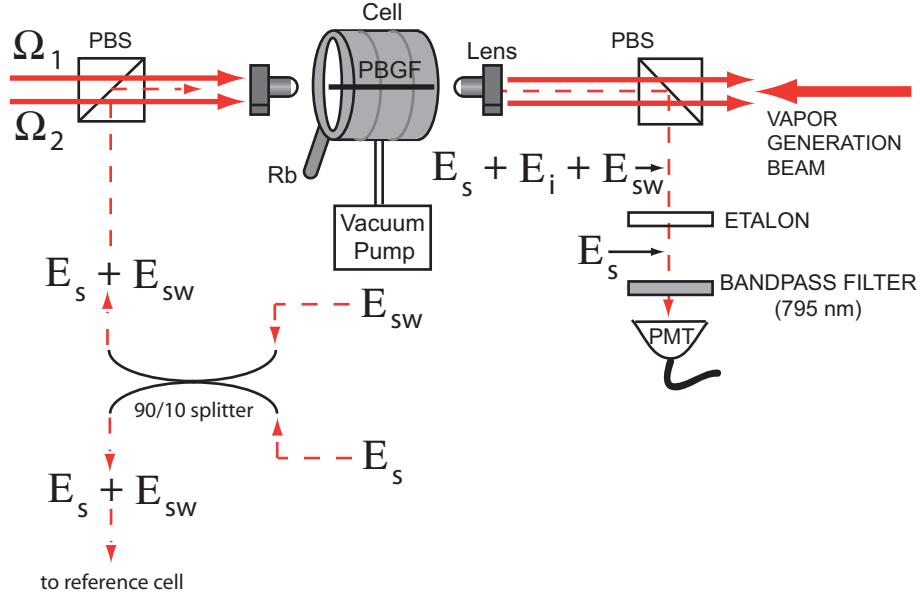 Cell
Ω1
PBS
Lens
PBS
PBGF
Ω2
VAPOR
GENERATION
BEAM
Rb
Es + Ei + Esw
Vacuum
Pump
ETALON
Es
Es + Esw
BANDPASS FILTER
(795 nm)
Esw
PMT
90/10 splitter
Es
Es + Esw
to reference cell